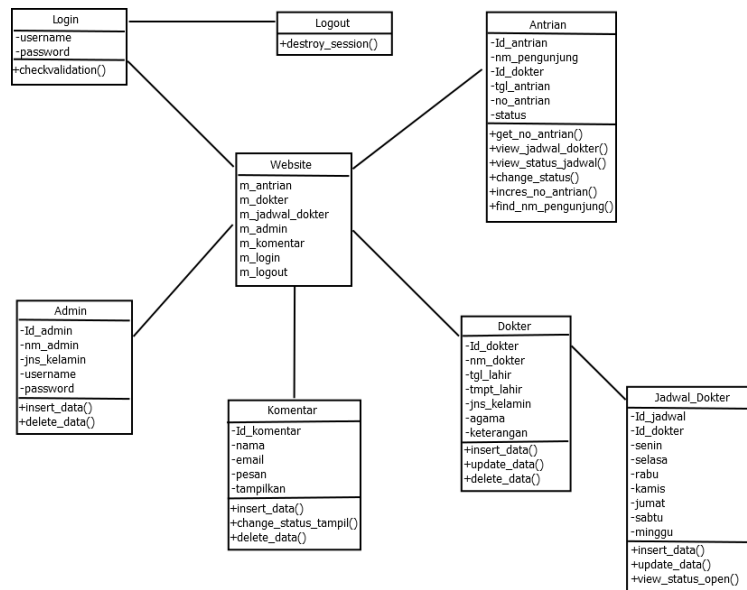 Login
-username
-password
+checkvalidation()
Logout
+destroy_session()
Antrian
-Id_antrian
-nm_pengunjung
-Id_dokter
-tgl_antrian
-no_antrian
-status
+get_no_antrian()
+view_jadwal_dokter()
+view_status_jadwal()
+change_status()
+incres_no_antrian()
+find_nm_pengunjung()
Website
m_antrian
m_dokter
m_jadwal_dokter
m_admin
m_komentar
m_login
m_logout
Admin
-Id_admin
-nm_admin
-jns_kelamin
-username
-password
+insert_data()
+delete_data()
Komentar
-Id_komentar
-nama
-email
-pesan
-tampilkan
+insert_data()
+change_status_tampil()
+delete_data()
Dokter
-Id_dokter
-nm_dokter
-tgl_lahir
-tmpt_lahir
-jns_kelamin
-agama
-keterangan
+insert_data()
+update_data()
+delete_data()
Jadwal_Dokter
-Id_jadwal
-Id_dokter
-senin
-selasa
-rabu
-kamis
-jumat
-sabtu
-minggu
+insert_data()
+update_data()
+view_status_open()